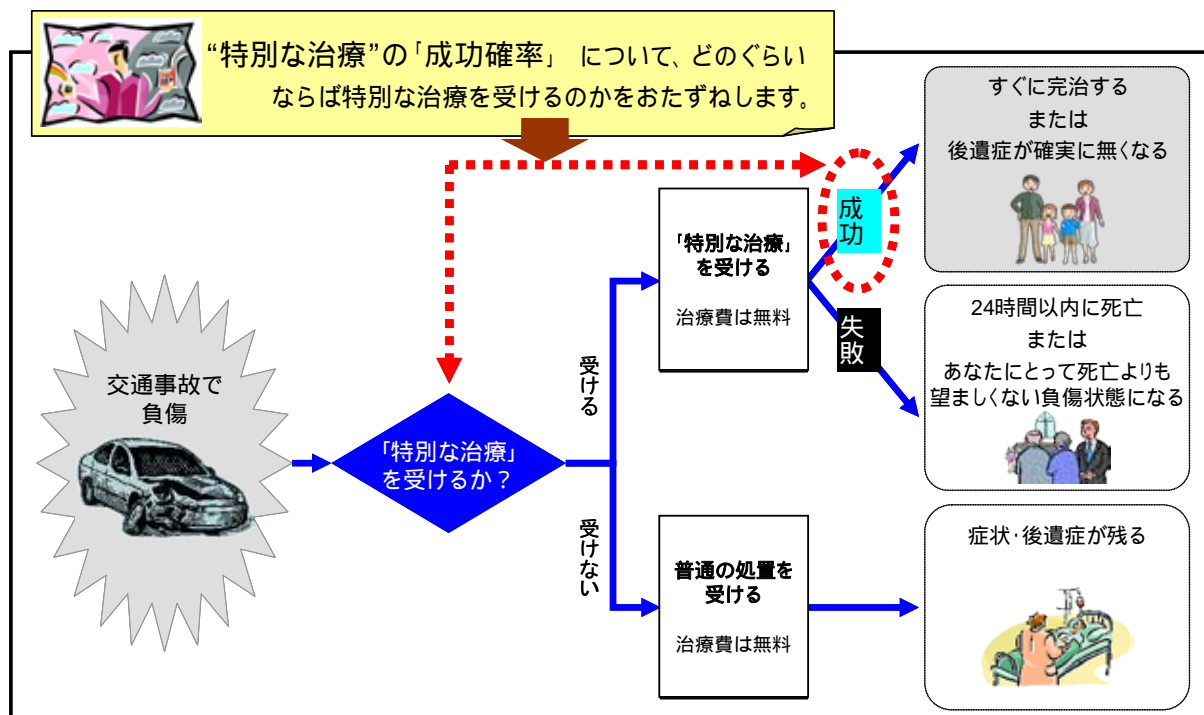 “特別な治療”の「成功確率」 について、どのぐらい
ならば特別な治療を受けるのかをおたずねします。
すぐに完治する
または
後遺症が確実に無くなる
成功
「特別な治療」
を受ける
治療費は無料
失敗
24時間以内に死亡
または
あなたにとって死亡よりも
望ましくない負傷状態になる
交通事故で
負傷
受ける
「特別な治療」
を受けるか？
受けない
普通の処置を
受ける
治療費は無料
症状・後遺症が残る